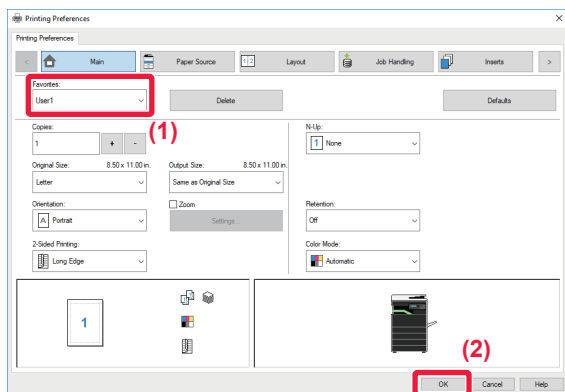 Printing Preferences
Printing Preferences
Main
Paper Source
1 2
Layout
Job Handling
Inserts
Favorites:
User1
Delete
Defaults
(1)
Copies:
1
+
-
N-Up:
1 None
Original Size: 8.50 x 11.00 in.
Output Size: 8.50 x 11.00 in.
Letter
Same as Original Size
Orientation:
Zoom
Retention:
A Portrait
Settings...
Off
2-Sided Printing:
Color Mode:
Long Edge
Automatic
1
(2)
OK
Cancel
Help